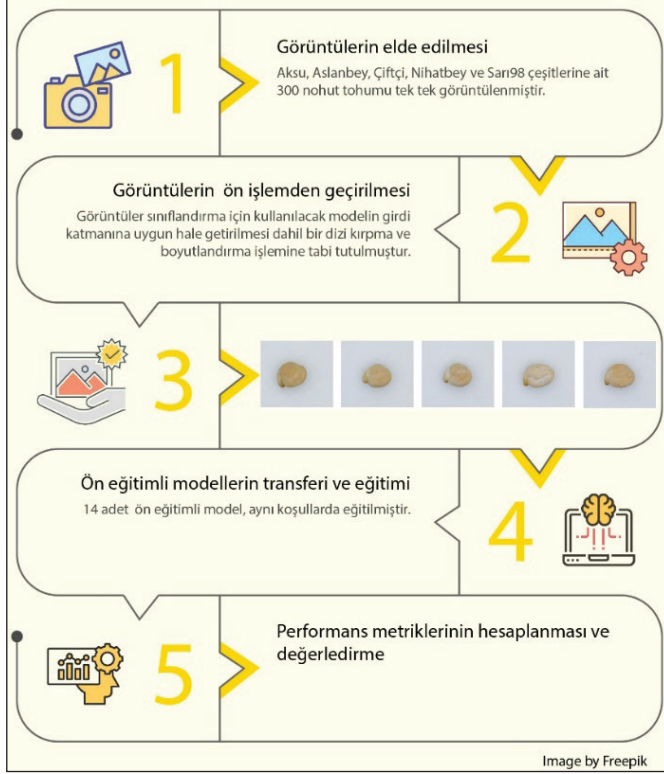 1
Görüntülerin elde edilmesi
Aksu, Aslanbey, Çiftçi, Nihatbey ve Sarı98 çeşitlerine ait
300 nohut tohumu tek tek görüntülenmiştir.
Görüntülerin ön işlemden geçirilmesi
Görüntüler sınıflandırma için kullanılacak modelin girdi
katmanına uygun hale getirilmesi dahil bir dizi kırpma ve
boyutlandırma işlemine tabi tutulmuştur.
2
3
Ön eğitimli modellerin transferi ve eğitimi
14 adet ön eğitimli model, aynı koşullarda eğitilmiştir.
4
5
Performans metriklerinin hesaplanması ve
değerledirme
Image by Freepik